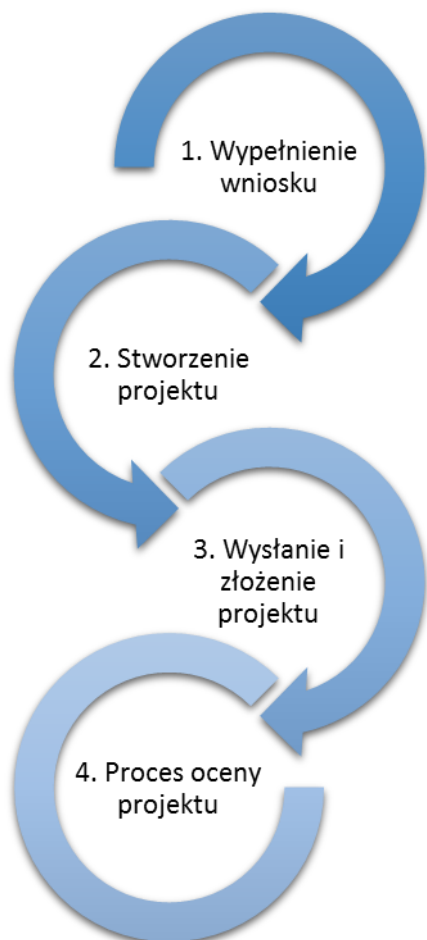 1. Wypełnienie
wniosku
2. Stworzenie
projektu
3. Wysłanie i
złożenie
projektu
4. Proces oceny
projektu